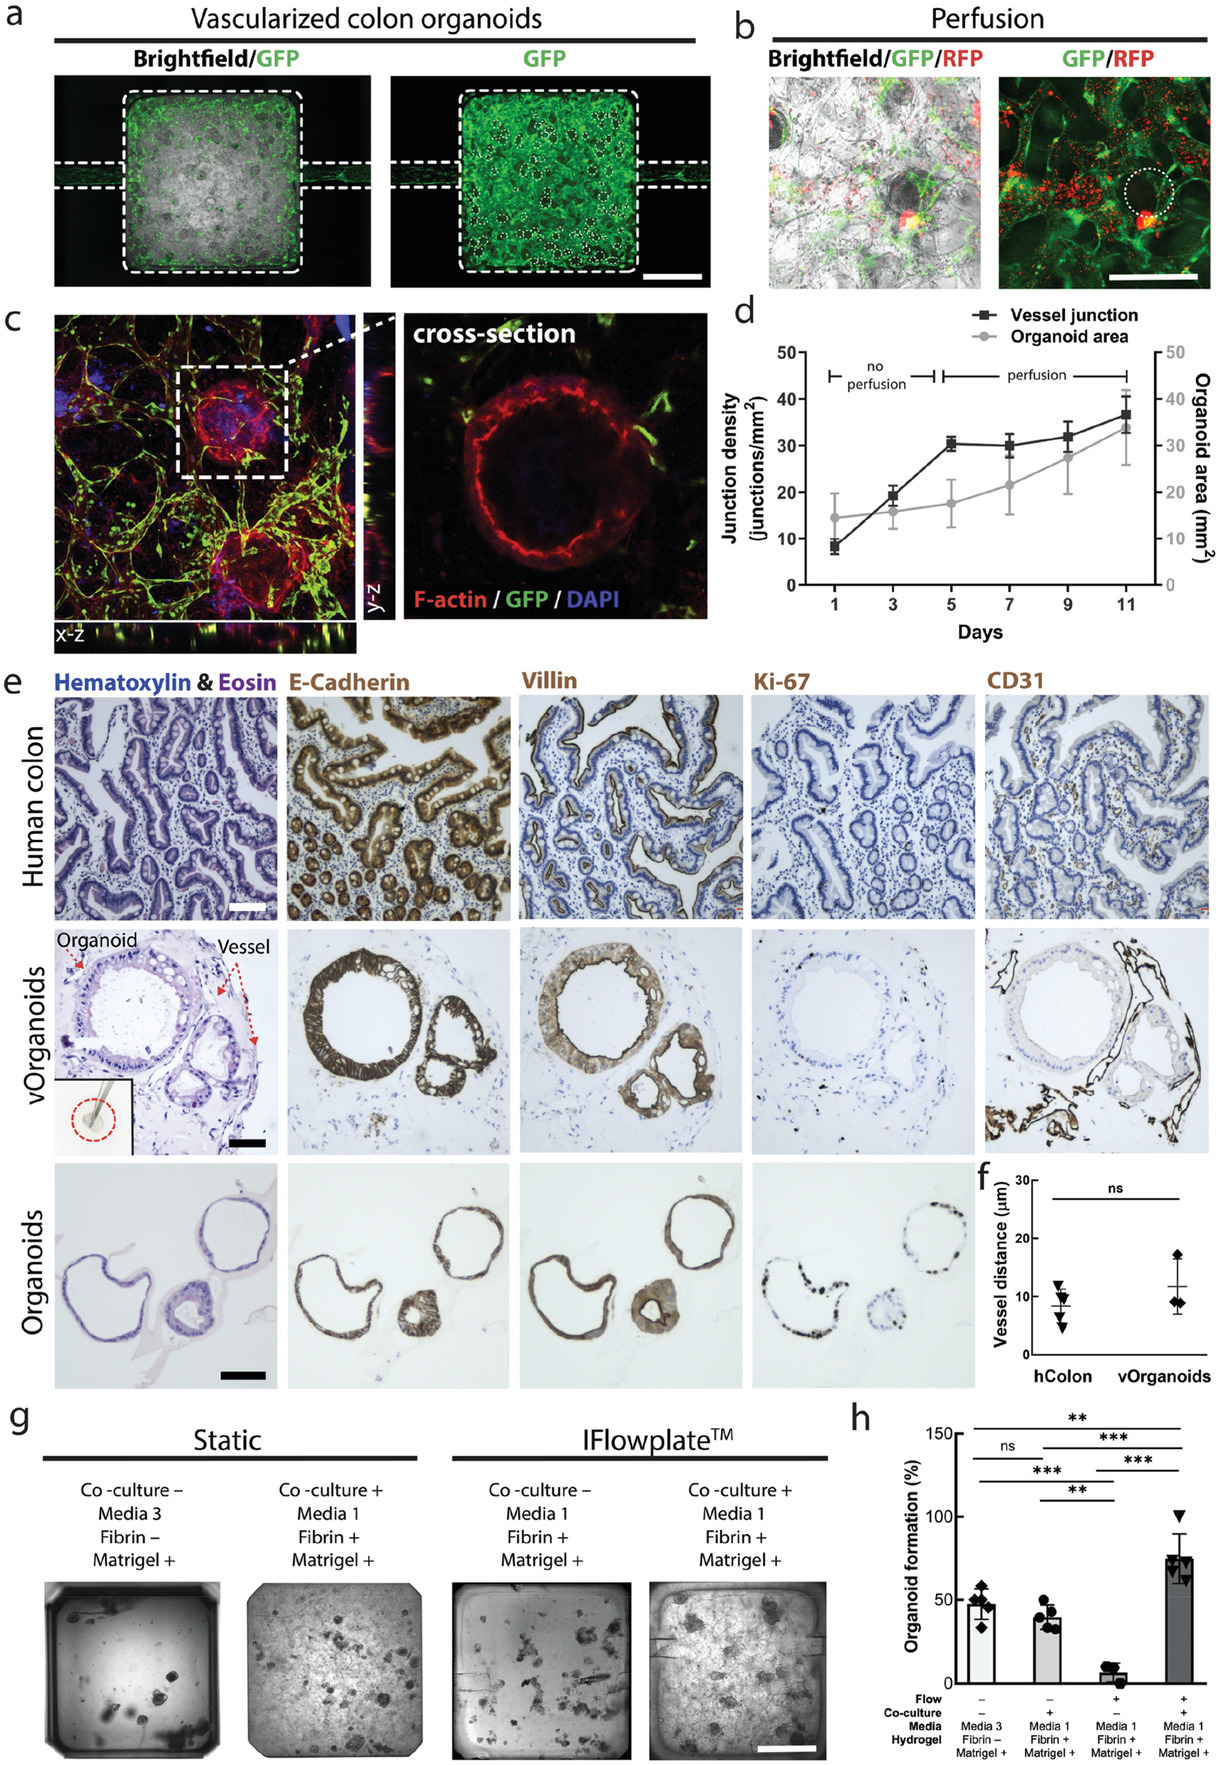 a
Vascularized colon organoids
Brightfield/GFP
GFP
b
Perfusion
Brightfield/GFP/RFP
GFP/RFP
c
cross-section
F-actin / GFP / DAPI
x-z
y-z
d
Vessel junction
Organoid area
no
perfusion
perfusion
Junction density
(junctions/mm²)
50
40
30
20
10
0
50
40
30
20
10
0
Organoid area (mm²)
1 3 5 7 9 11
Days
e
Hematoxylin & Eosin
E-Cadherin
Villin
Ki-67
CD31
Human colon
vOrganoids
Organoid
Vessel
Organoids
f
Vessel distance (µm)
30
20
10
0
ns
hColon vOrganoids
g
Static
IFlowplate™
Co -culture –
Media 3
Fibrin –
Matrigel +
Co -culture +
Media 1
Fibrin +
Matrigel +
Co -culture –
Media 1
Fibrin +
Matrigel +
Co -culture +
Media 1
Fibrin +
Matrigel +
h
Organoid formation (%)
150
100
50
0
**
***
ns
***
***
**
Flow – – + +
Co-culture – + – +
Media Media 3 Media 1 Media 1 Media 1
Hydrogel Fibrin – Fibrin + Fibrin + Fibrin +
Matrigel + Matrigel + Matrigel + Matrigel +